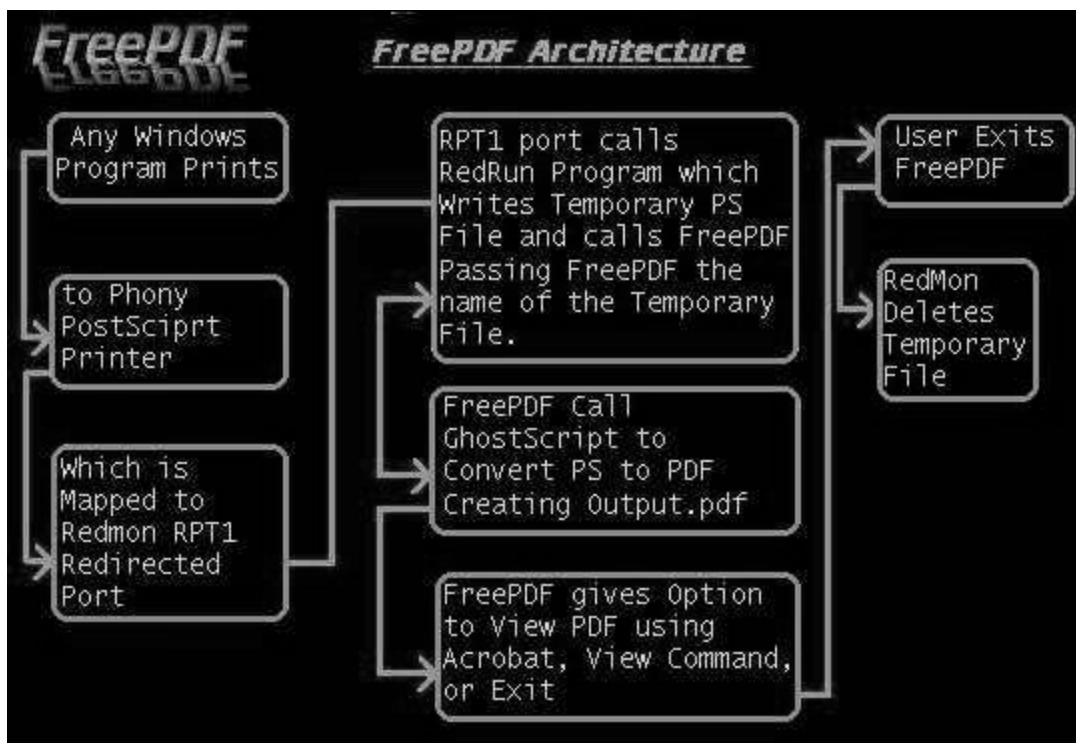 FreePDF
FreePDF Architecture
Any Windows
Program Prints
to Phony
PostSciprt
Printer
Which is
Mapped to
Redmon RPT1
Redirected
Port
RPT1 port calls
RedRun Program which
Writes Temporary PS
File and calls FreePDF
Passing FreePDF the
name of the Temporary
File.
FreePDF Call
GhostScript to
Convert PS to PDF
Creating Output.pdf
FreePDF gives Option
to View PDF using
Acrobat, View Command,
or Exit
User Exits
FreePDF
RedMon
Deletes
Temporary
File